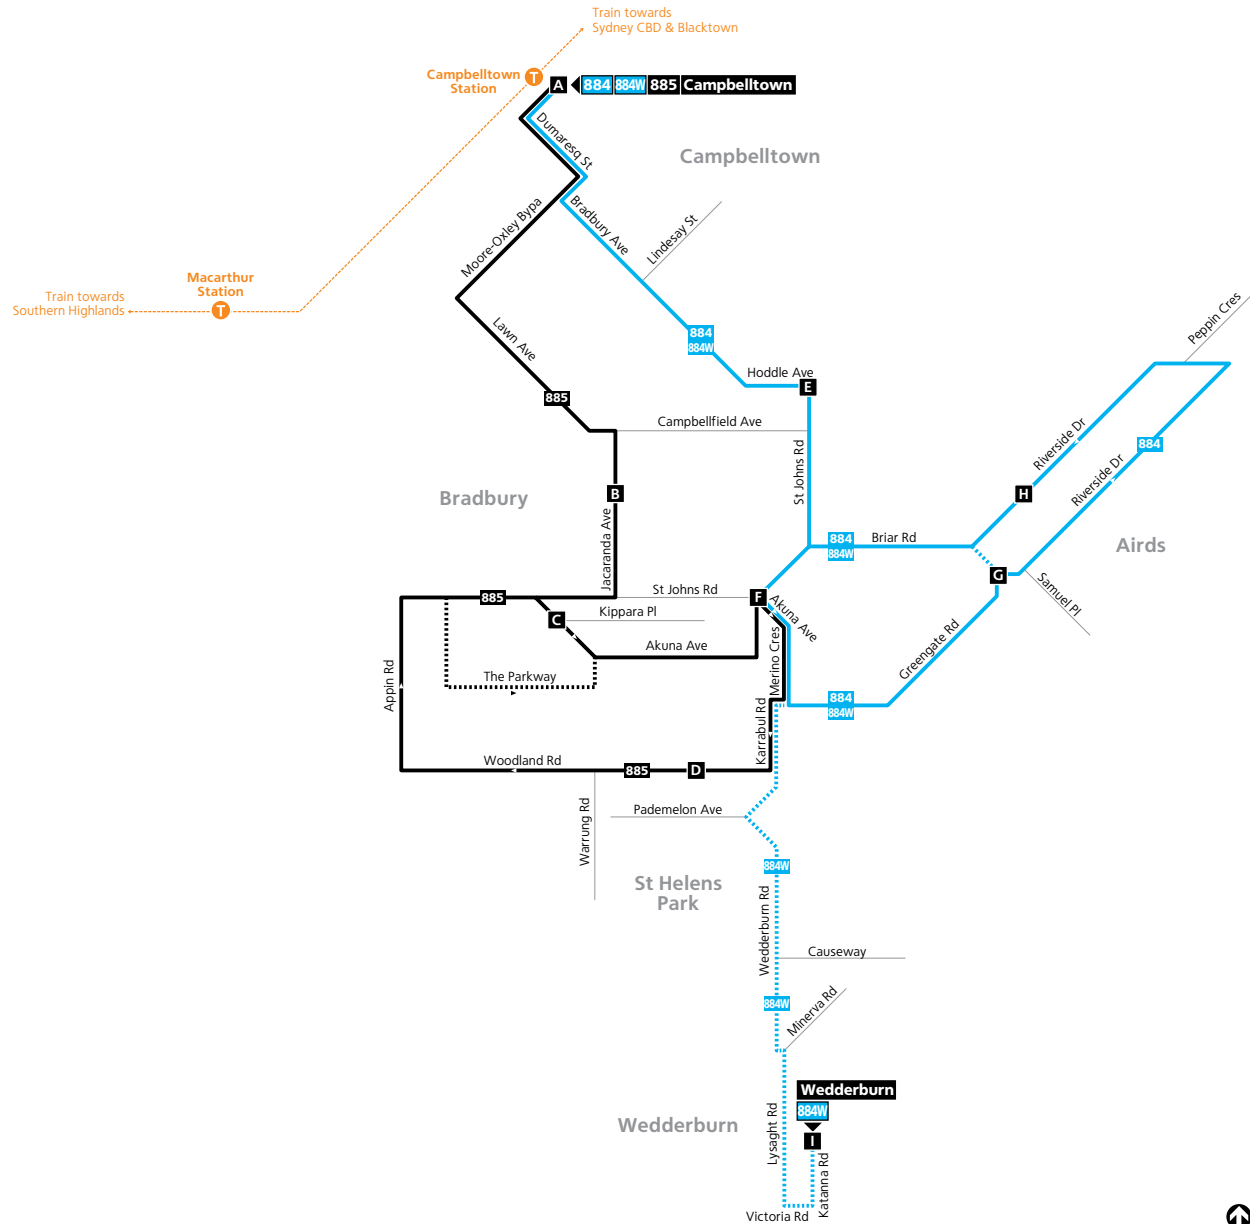 Train towards
Sydney CBD & Blacktown
Campbelltown
Station
T
A
884 884W 885 Campbelltown
Dumaresq St
Campbelltown
Moore-Oxley Bypa
Bradbury Ave
Lindesay St
Macarthur
Station
Train towards
Southern Highlands
T
Peppin Cres
Lawn Ave
884
884W
Hoddle Ave
E
885
Campbellfield Ave
Riverside Dr
884
St Johns Rd
Riverside Dr
Bradbury
B
H
Jacaranda Ave
884
884W
Briar Rd
Airds
G
Samuel Pl
St Johns Rd
885
F
Akuna Ave
Kippara Pl
C
Akuna Ave
Merino Cres
Greengate Rd
The Parkway
Appin Rd
884
884W
Karrabul Rd
Woodland Rd
885
D
Warrung Rd
Pademelon Ave
884W
St Helens
Park
Wedderburn Rd
Causeway
884W
Minerva Rd
Wedderburn
884W
I
Wedderburn
Lysaght Rd
Katanna Rd
Victoria Rd